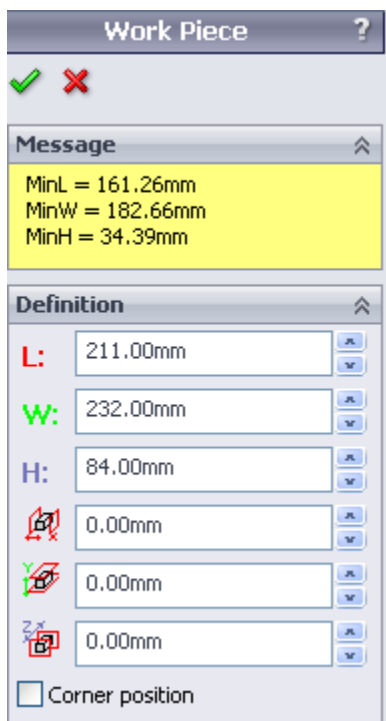 Work Piece ?
Message
MinL = 161.26mm
MinW = 182.66mm
MinH = 34.39mm
Definition
L: 211.00mm
W: 232.00mm
H: 84.00mm
X 0.00mm
Y 0.00mm
Z 0.00mm
Corner position